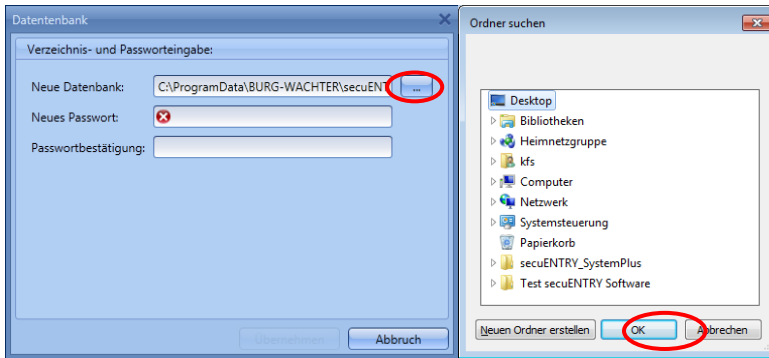 Datentenbank
Verzeichnis- und Passworteingabe:
Neue Datenbank: C:\ProgramData\BURG-WACHTER\secuENT ...
Neues Passwort:
Passwortbestätigung:
Übernehmen Abbruch
Ordner suchen
Desktop
Bibliotheken
Heimnetzgruppe
kfs
Computer
Netzwerk
Systemsteuerung
Papierkorb
secuENTRY_SystemPlus
Test secuENTRY Software
Neuen Ordner erstellen OK Abbrechen